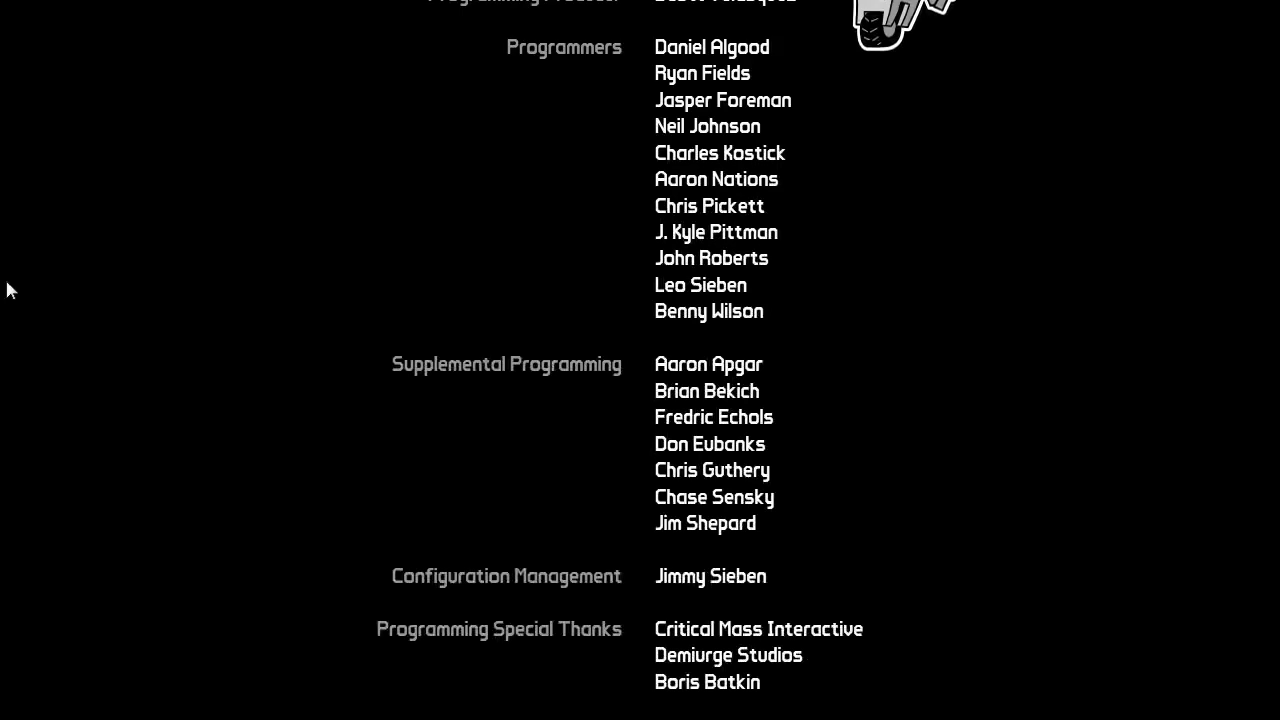 Programmers Daniel Algood
Ryan Fields
Jasper Foreman
Neil Johnson
Charles Kostick
Aaron Nations
Chris Pickett
J. Kyle Pittman
John Roberts
Leo Sieben
Benny Wilson
Supplemental Programming Aaron Apgar
Brian Bekich
Fredric Echols
Don Eubanks
Chris Guthery
Chase Sensky
Jim Shepard
Configuration Management Jimmy Sieben
Programming Special Thanks Critical Mass Interactive
Demiurge Studios
Boris Batkin